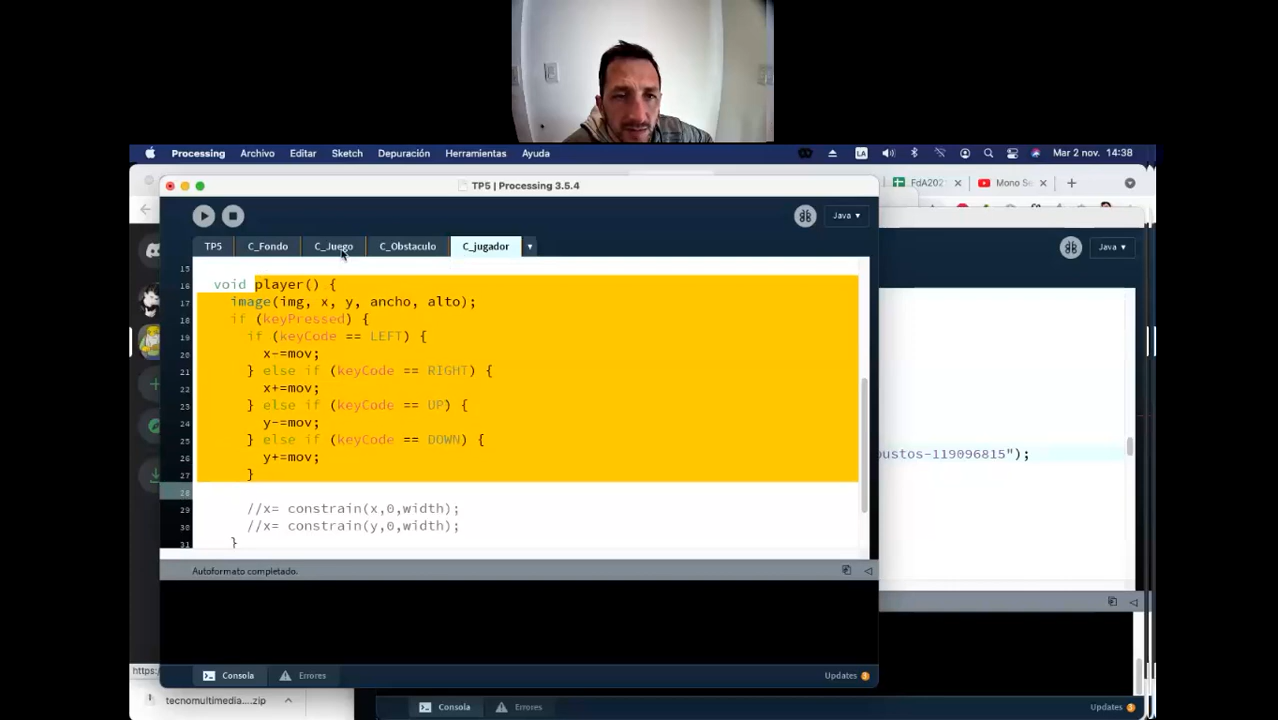 Processing Archivo Editar Sketch Depuración Herramientas Ayuda LA Mar 2 nov. 14:38
TP5 | Processing 3.5.4
FdA202
Mono Se
Java
TP5 C_Fondo C_Juego C_Obstaculo C_jugador
Java
15
16 void player() {
17 image(img, x, y, ancho, alto);
18 if (keyPressed) {
19 if (keyCode == LEFT) {
20 x-=mov;
21 } else if (keyCode == RIGHT) {
22 x+=mov;
23 } else if (keyCode == UP) {
24 y-=mov;
25 } else if (keyCode == DOWN) {
26 y+=mov;
27 }
28
29 //x= constrain(x,0,width);
30 //x= constrain(y,0,width);
31 }
ustos-119096815");
Autoformato completado.
Consola Errores Updates 3
https:/
tecnomultimedia....zip
Consola Errores Updates 3